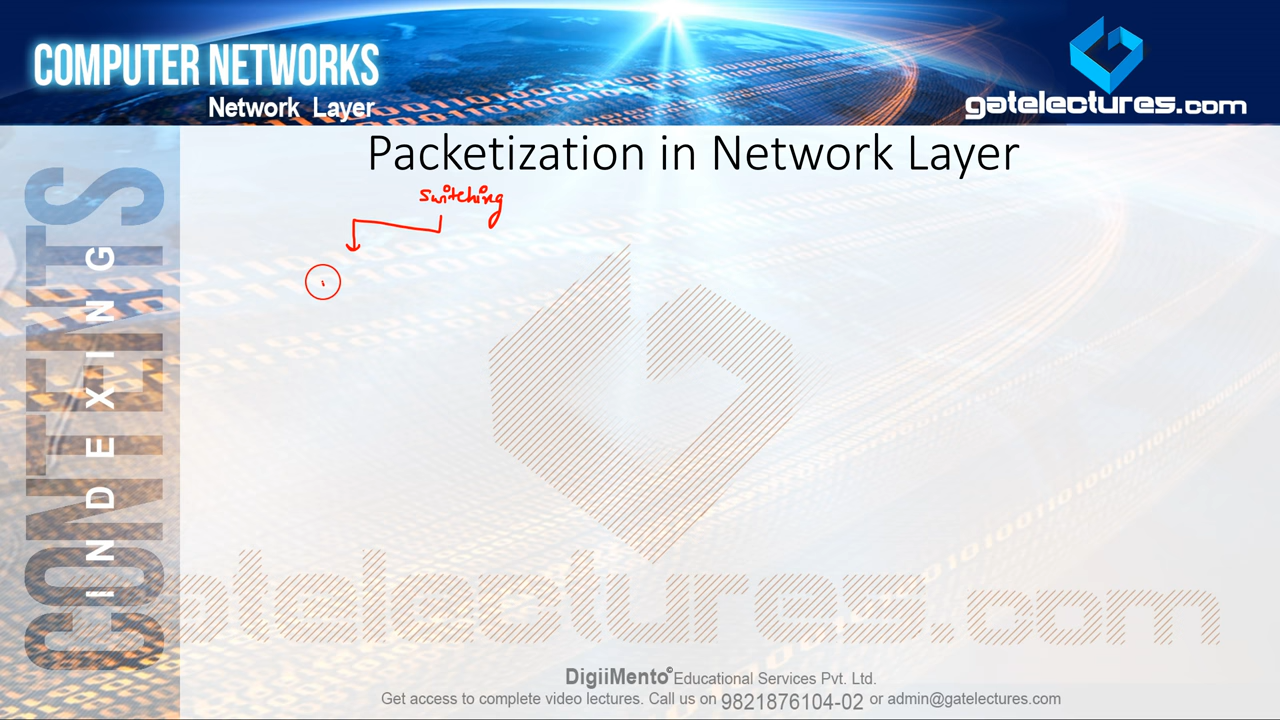 COMPUTER NETWORKS
Network Layer
gatelectures.com
Packetization in Network Layer
Switching
CONTENTS
INDEXING
gatelectures.com
DigiiMento© Educational Services Pvt. Ltd.
Get access to complete video lectures. Call us on 9821876104-02 or admin@gatelectures.com